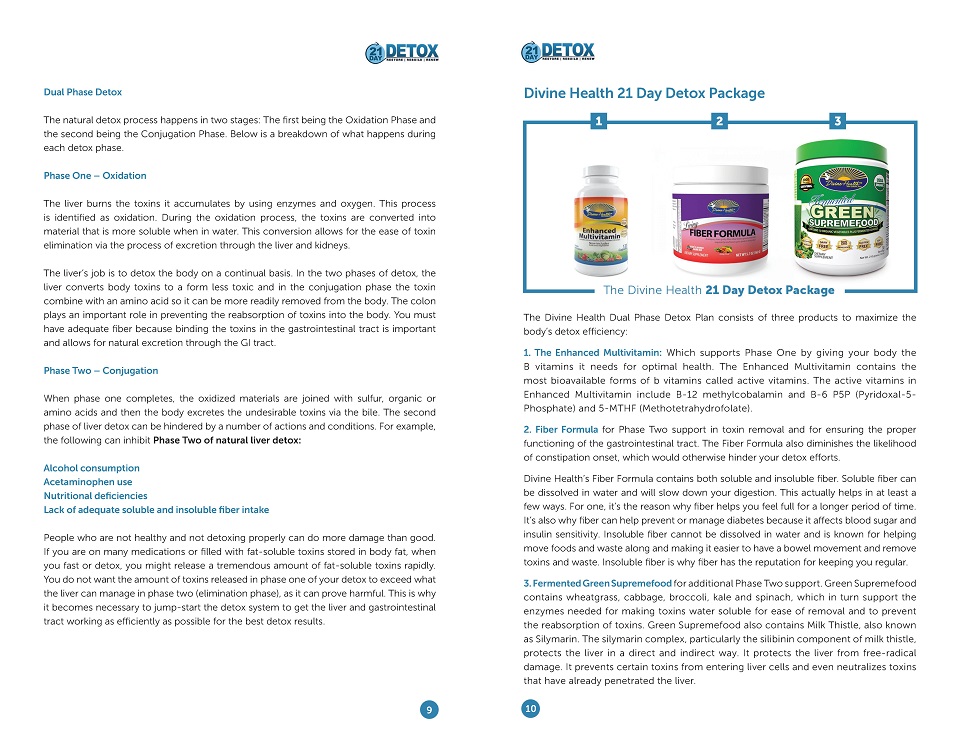 21 DAY DETOX
RESTORE | REBUILD | RENEW
Dual Phase Detox
The natural detox process happens in two stages: The first being the Oxidation Phase and
the second being the Conjugation Phase. Below is a breakdown of what happens during
each detox phase.
Phase One – Oxidation
The liver burns the toxins it accumulates by using enzymes and oxygen. This process
is identified as oxidation. During the oxidation process, the toxins are converted into
material that is more soluble when in water. This conversion allows for the ease of toxin
elimination via the process of excretion through the liver and kidneys.
The liver's job is to detox the body on a continual basis. In the two phases of detox, the
liver converts body toxins to a form less toxic and in the conjugation phase the toxin
combine with an amino acid so it can be more readily removed from the body. The colon
plays an important role in preventing the reabsorption of toxins into the body. You must
have adequate fiber because binding the toxins in the gastrointestinal tract is important
and allows for natural excretion through the GI tract.
Phase Two – Conjugation
When phase one completes, the oxidized materials are joined with sulfur, organic or
amino acids and then the body excretes the undesirable toxins via the bile. The second
phase of liver detox can be hindered by a number of actions and conditions. For example,
the following can inhibit Phase Two of natural liver detox:
Alcohol consumption
Acetaminophen use
Nutritional deficiencies
Lack of adequate soluble and insoluble fiber intake
People who are not healthy and not detoxing properly can do more damage than good.
If you are on many medications or filled with fat-soluble toxins stored in body fat, when
you fast or detox, you might release a tremendous amount of fat-soluble toxins rapidly.
You do not want the amount of toxins released in phase one of your detox to exceed what
the liver can manage in phase two (elimination phase), as it can prove harmful. This is why
it becomes necessary to jump-start the detox system to get the liver and gastrointestinal
tract working as efficiently as possible for the best detox results.
9
21 DAY DETOX
RESTORE | REBUILD | RENEW
Divine Health 21 Day Detox Package
1
2
3
Divine Health
Enhanced
Multivitamin
Divine Health
FIBER FORMULA
Divine Health
Fermented
GREEN
SUPREMEFOOD
The Divine Health 21 Day Detox Package
The Divine Health Dual Phase Detox Plan consists of three products to maximize the
body's detox efficiency:
1. The Enhanced Multivitamin: Which supports Phase One by giving your body the
B vitamins it needs for optimal health. The Enhanced Multivitamin contains the
most bioavailable forms of b vitamins called active vitamins. The active vitamins in
Enhanced Multivitamin include B-12 methylcobalamin and B-6 P5P (Pyridoxal-5-
Phosphate) and 5-MTHF (Methotetrahydrofolate).
2. Fiber Formula for Phase Two support in toxin removal and for ensuring the proper
functioning of the gastrointestinal tract. The Fiber Formula also diminishes the likelihood
of constipation onset, which would otherwise hinder your detox efforts.
Divine Health's Fiber Formula contains both soluble and insoluble fiber. Soluble fiber can
be dissolved in water and will slow down your digestion. This actually helps in at least a
few ways. For one, it's the reason why fiber helps you feel full for a longer period of time.
It's also why fiber can help prevent or manage diabetes because it affects blood sugar and
insulin sensitivity. Insoluble fiber cannot be dissolved in water and is known for helping
move foods and waste along and making it easier to have a bowel movement and remove
toxins and waste. Insoluble fiber is why fiber has the reputation for keeping you regular.
3. Fermented Green Supremefood for additional Phase Two support. Green Supremefood
contains wheatgrass, cabbage, broccoli, kale and spinach, which in turn support the
enzymes needed for making toxins water soluble for ease of removal and to prevent
the reabsorption of toxins. Green Supremefood also contains Milk Thistle, also known
as Silymarin. The silymarin complex, particularly the silibinin component of milk thistle,
protects the liver in a direct and indirect way. It protects the liver from free-radical
damage. It prevents certain toxins from entering liver cells and even neutralizes toxins
that have already penetrated the liver.
10